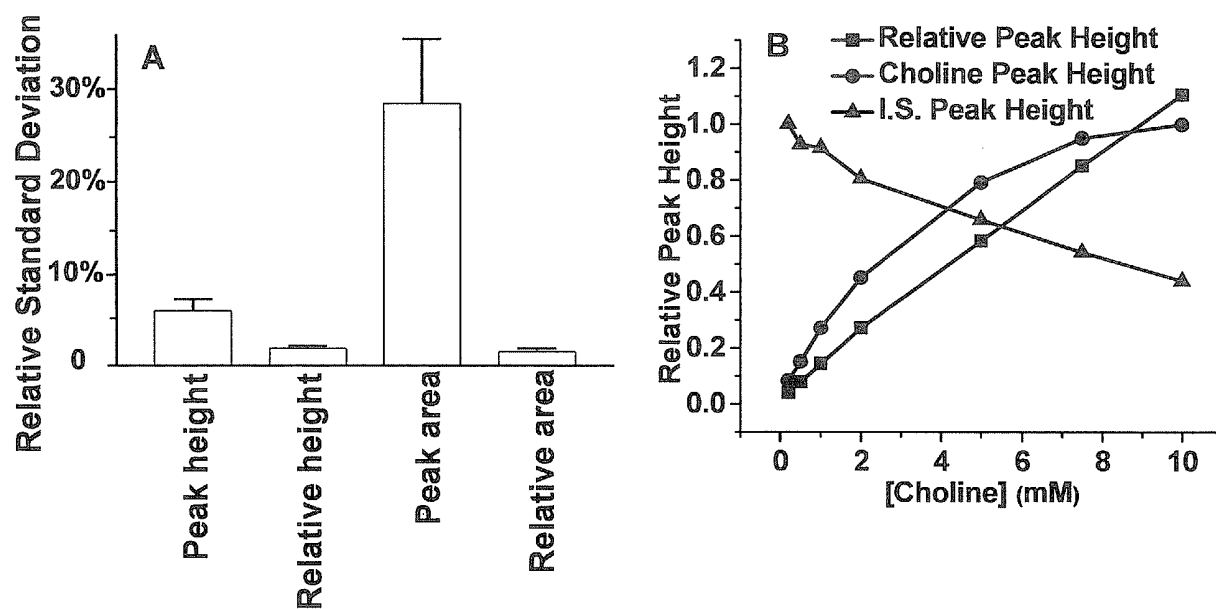 A
Relative Standard Deviation
30%
20%
10%
0
Peak height
Relative height
Peak area
Relative area
B
Relative Peak Height
Choline Peak Height
I.S. Peak Height
Relative Peak Height
1.2
1.0
0.8
0.6
0.4
0.2
0.0
0 2 4 6 8 10
[Choline] (mM)